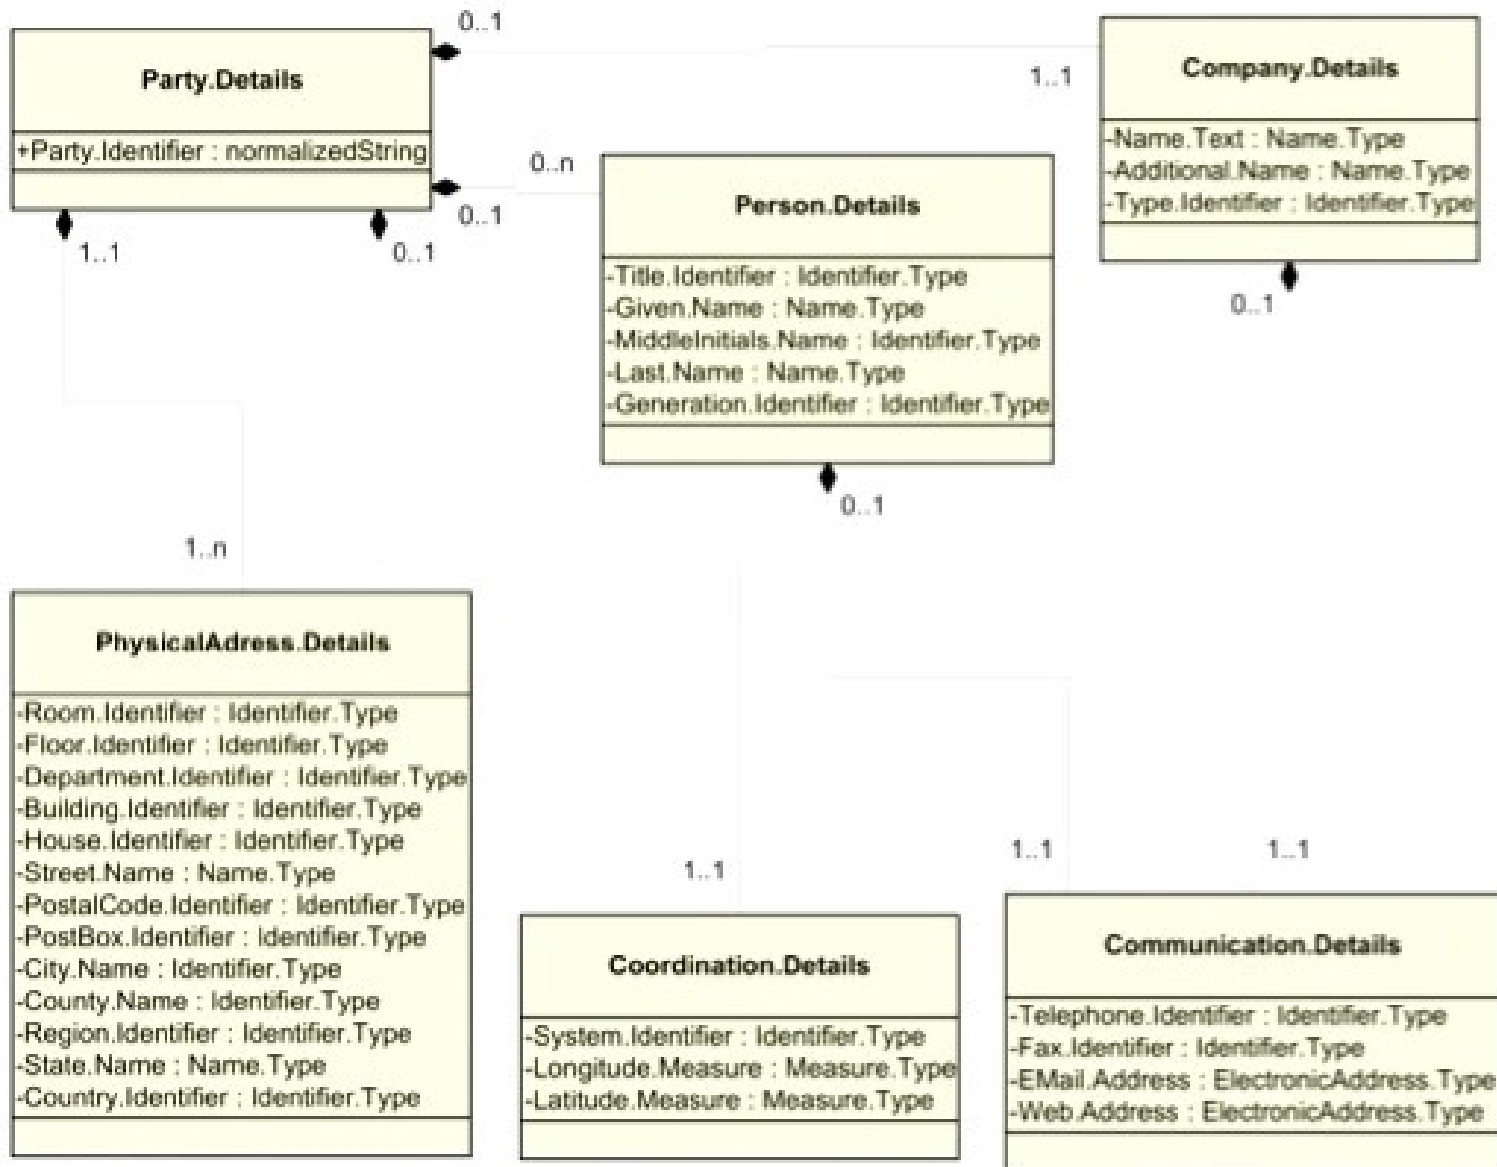 0..1
Party.Details
+Party.Identifier : normalizedString
1..1
Company.Details
-Name.Text : Name.Type
-Additional.Name : Name.Type
-Type.Identifier : Identifier.Type
0..n
0..1
1..1
0..1
0..1
Person.Details
-Title.Identifier : Identifier.Type
-Given.Name : Name.Type
-MiddleInitials.Name : Identifier.Type
-Last.Name : Name.Type
-Generation.Identifier : Identifier.Type
0..1
1..n
PhysicalAdress.Details
-Room.Identifier : Identifier.Type
-Floor.Identifier : Identifier.Type
-Department.Identifier : Identifier.Type
-Building.Identifier : Identifier.Type
-House.Identifier : Identifier.Type
-Street.Name : Name.Type
-PostalCode.Identifier : Identifier.Type
-PostBox.Identifier : Identifier.Type
-City.Name : Identifier.Type
-County.Name : Identifier.Type
-Region.Identifier : Identifier.Type
-State.Name : Name.Type
-Country.Identifier : Identifier.Type
1..1
Coordination.Details
-System.Identifier : Identifier.Type
-Longitude.Measure : Measure.Type
-Latitude.Measure : Measure.Type
1..1
1..1
Communication.Details
-Telephone.Identifier : Identifier.Type
-Fax.Identifier : Identifier.Type
-EMail.Address : ElectronicAddress.Type
-Web.Address : ElectronicAddress.Type